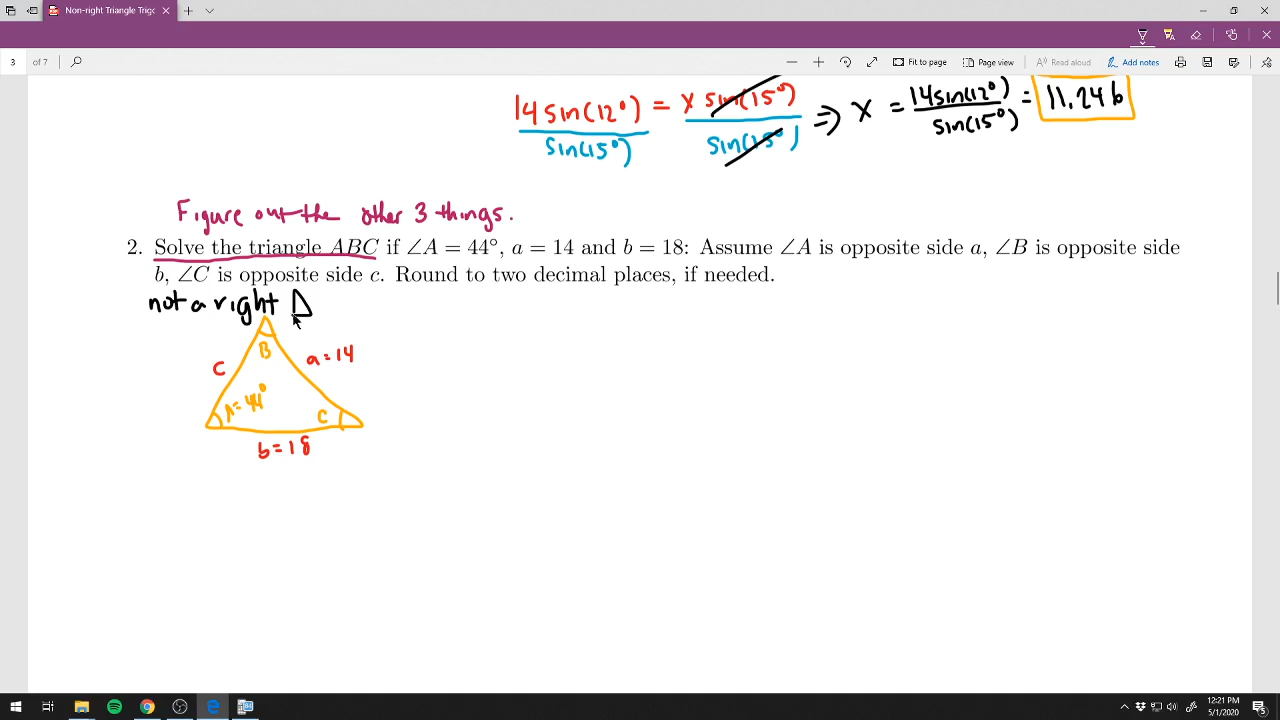 Non-right Triangle Trig
3 of 7
Fit to page
Page view
Read aloud
Add notes
14 sin(12°) = x sin(15°) ⇒ x = 14 sin(12°) = 11.246
sin(15°) sin(15°) sin(15°)
Figure out the other 3 things.
2. Solve the triangle ABC if ∠A = 44°, a = 14 and b = 18: Assume ∠A is opposite side a, ∠B is opposite side
b, ∠C is opposite side c. Round to two decimal places, if needed.
not a right △
B
c
a = 14
A = 44°
C
b = 18
12:21 PM
5/1/2020